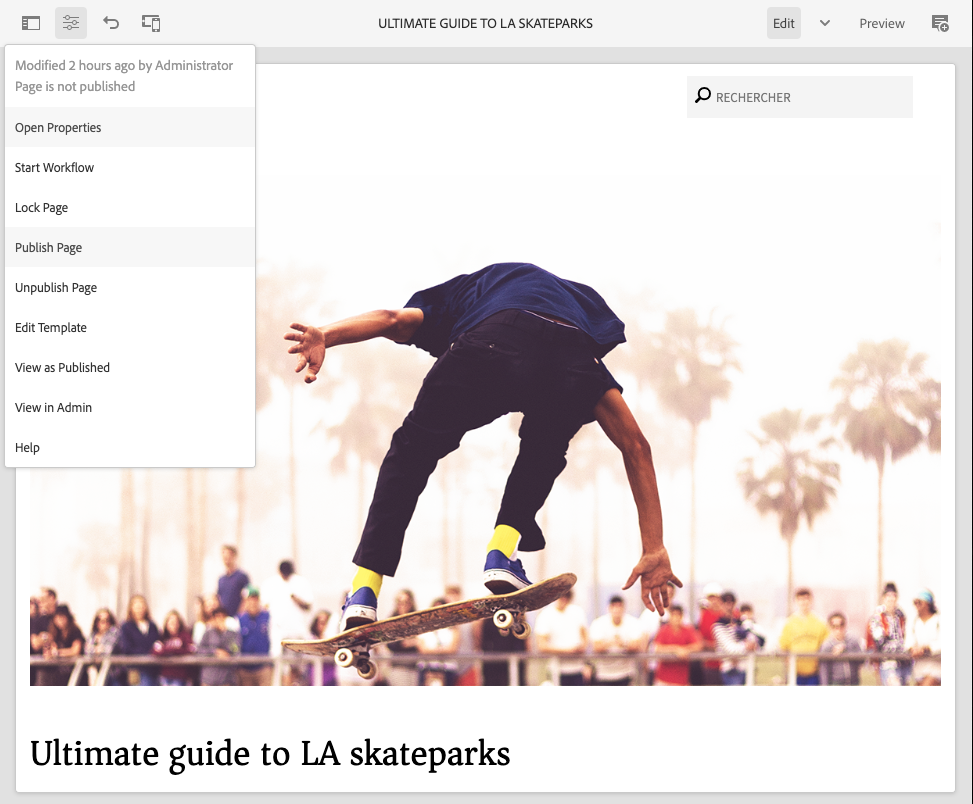 ULTIMATE GUIDE TO LA SKATEPARKS
Edit
Preview
Modified 2 hours ago by Administrator
Page is not published
Open Properties
Start Workflow
Lock Page
Publish Page
Unpublish Page
Edit Template
View as Published
View in Admin
Help
RECHERCHER
Ultimate guide to LA skateparks